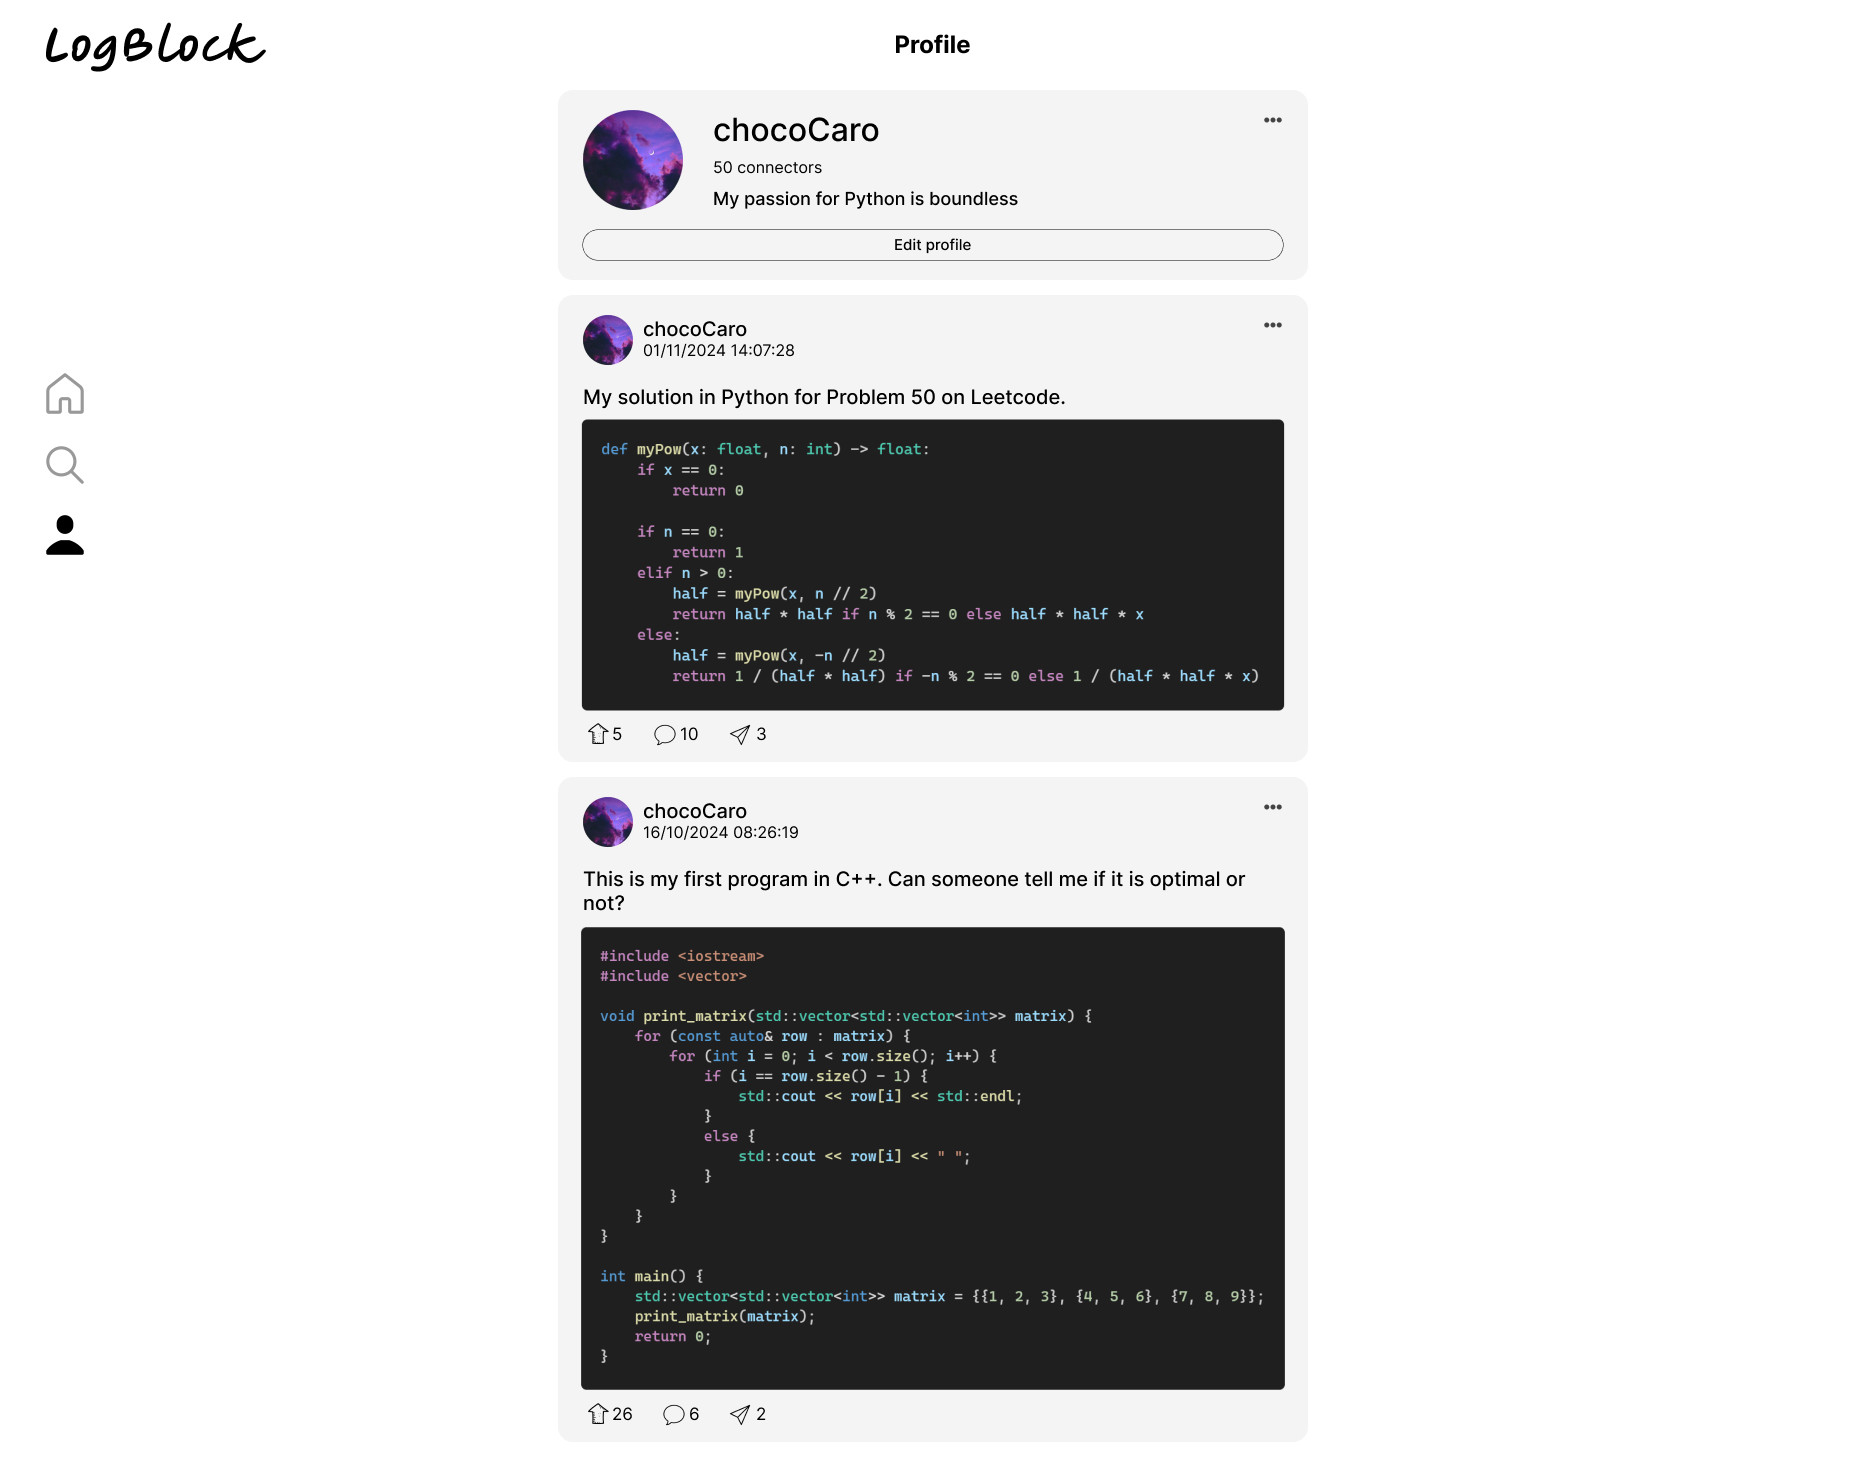 LogBlock
Profile
chocoCaro
50 connectors
My passion for Python is boundless
Edit profile
chocoCaro
01/11/2024 14:07:28
My solution in Python for Problem 50 on Leetcode.
def myPow(x: float, n: int) -> float:
    if x == 0:
        return 0

    if n == 0:
        return 1
    elif n > 0:
        half = myPow(x, n // 2)
        return half * half if n % 2 == 0 else half * half * x
    else:
        half = myPow(x, -n // 2)
        return 1 / (half * half) if -n % 2 == 0 else 1 / (half * half * x)
5 10 3
chocoCaro
16/10/2024 08:26:19
This is my first program in C++. Can someone tell me if it is optimal or
not?
#include <iostream>
#include <vector>

void print_matrix(std::vector<std::vector<int>> matrix) {
    for (const auto& row : matrix) {
        for (int i = 0; i < row.size(); i++) {
            if (i == row.size() - 1) {
                std::cout << row[i] << std::endl;
            }
            else {
                std::cout << row[i] << " ";
            }
        }
    }
}

int main() {
    std::vector<std::vector<int>> matrix = {{1, 2, 3}, {4, 5, 6}, {7, 8, 9}};
    print_matrix(matrix);
    return 0;
}
26 6 2